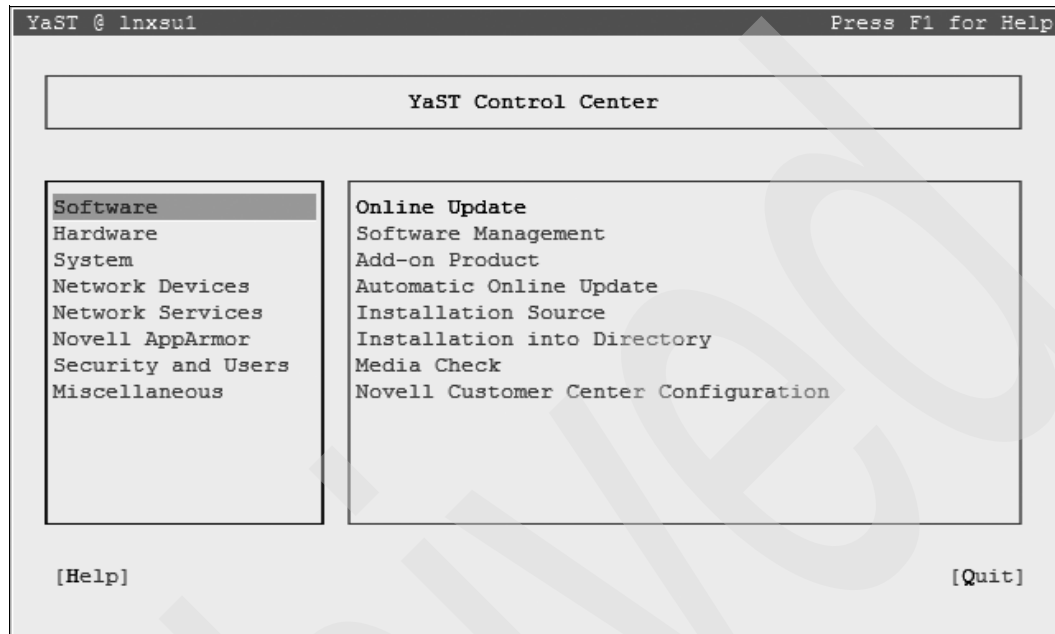 YaST @ lnxsu1 Press F1 for Help
YaST Control Center
Software
Hardware
System
Network Devices
Network Services
Novell AppArmor
Security and Users
Miscellaneous
Online Update
Software Management
Add-on Product
Automatic Online Update
Installation Source
Installation into Directory
Media Check
Novell Customer Center Configuration
[Help] [Quit]